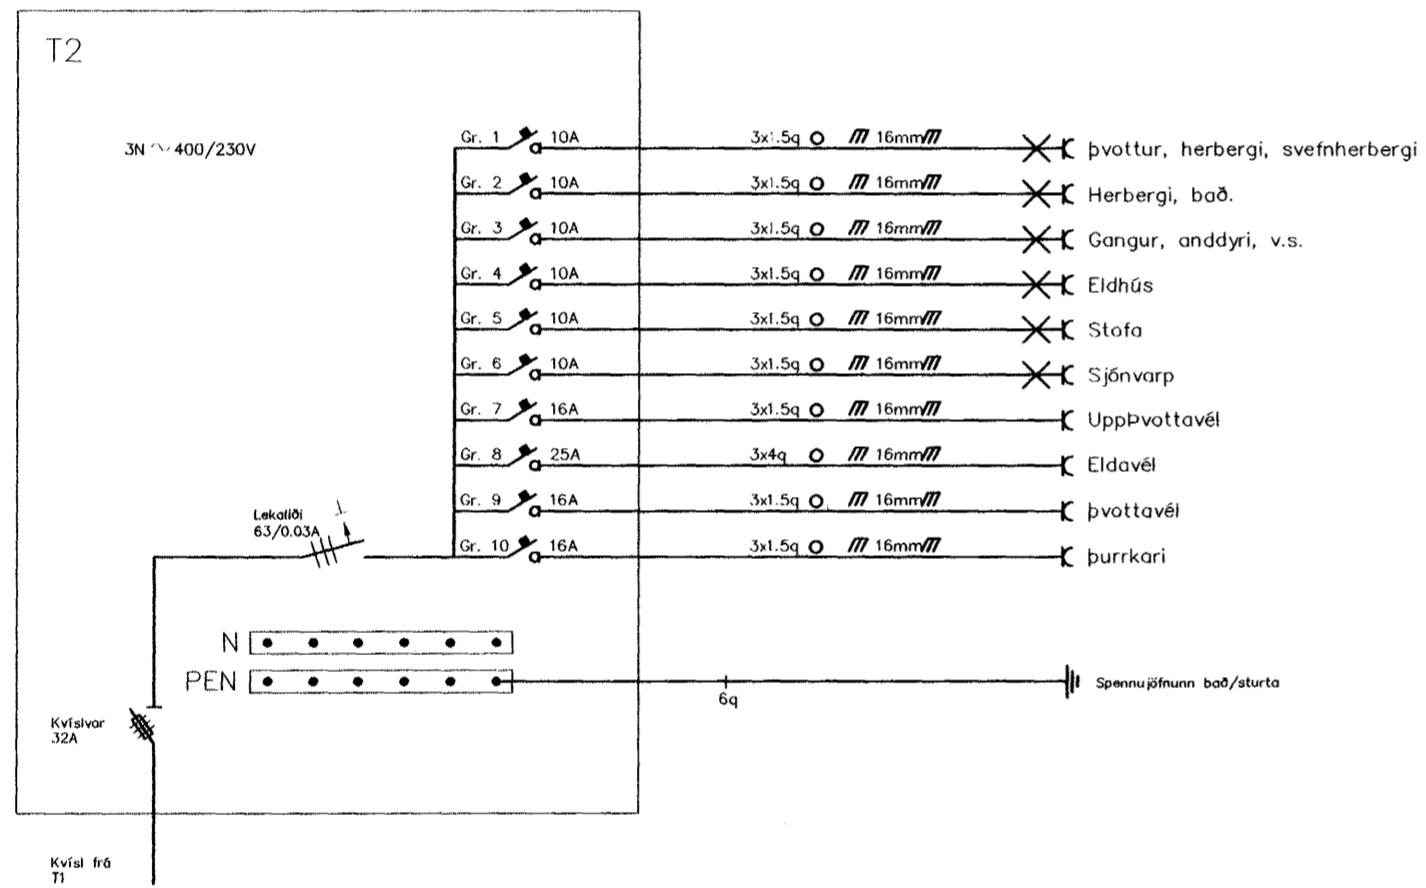 T2
3N ~ 400/230V
Gr. 1 10A 3x1.5q 16mm þvottur, herbergi, svefnherbergi
Gr. 2 10A 3x1.5q 16mm Herbergi, bað.
Gr. 3 10A 3x1.5q 16mm Gangur, anddyri, v.s.
Gr. 4 10A 3x1.5q 16mm Eldhús
Gr. 5 10A 3x1.5q 16mm Stofa
Gr. 6 10A 3x1.5q 16mm Sjónvarp
Gr. 7 16A 3x1.5q 16mm UppÞvottavél
Gr. 8 25A 3x4q 16mm Eldavél
Gr. 9 16A 3x1.5q 16mm þvottavél
Gr. 10 16A 3x1.5q 16mm þurrkari
Lekaliði
63/0.03A
N
PEN
6q
Spennujöfnunn bað/sturta
Kvíslvar
32A
Kvísl frá
T1